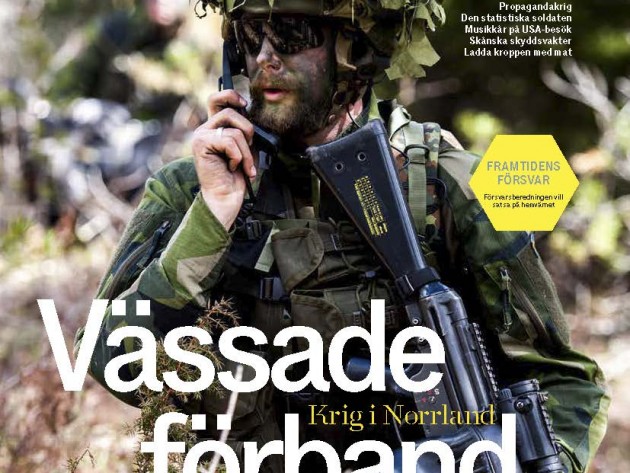 Propagandakrig
Den statistiska soldaten
Musikkår på USA-besök
Skånska skyddsvakter
Ladda kroppen med mat
FRAMTIDENS
FÖRSVAR
Försvarsberedningen vill
satsa på hemvärnet
Vässade
Krig i Norrland
förband